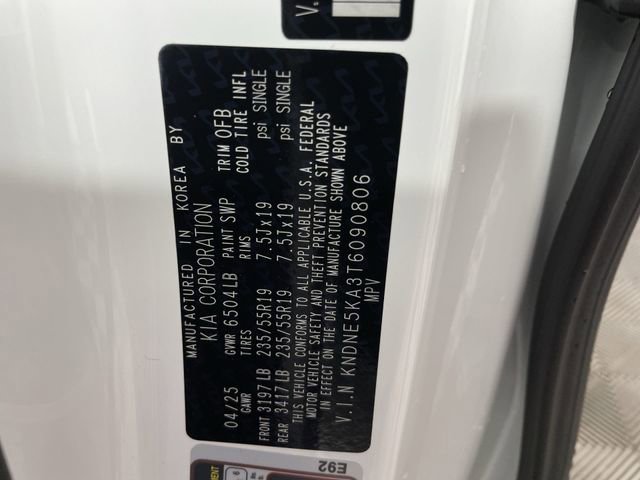 V.
MANUFACTURED IN KOREA BY
KIA CORPORATION
04/25 GVWR 6504LB PAINT SWP TRIM OFB
GAWR TIRES RIMS COLD TIRE INFL
FRONT 3197LB 235/55R19 7.5Jx19 psi SINGLE
REAR 3417LB 235/55R19 7.5Jx19 psi SINGLE
THIS VEHICLE CONFORMS TO ALL APPLICABLE U.S.A. FEDERAL
MOTOR VEHICLE SAFETY AND THEFT PREVENTION STANDARDS
IN EFFECT ON THE DATE OF MANUFACTURE SHOWN ABOVE
V.I.N KNDNE5KA3T6090806
MPV
E92